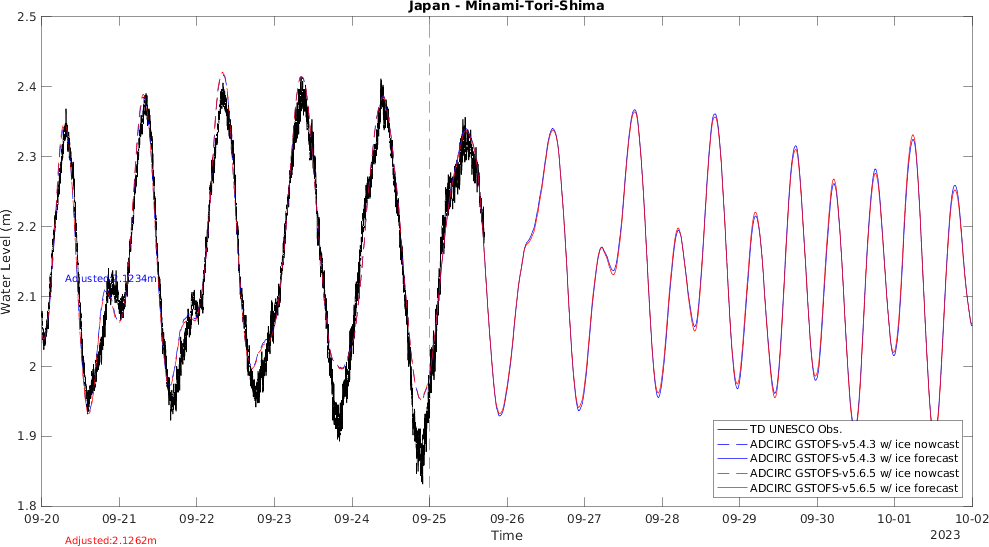 Japan - Minami-Tori-Shima
2.5
2.4
2.3
2.2
2.1
2
1.9
1.8
Water Level (m)
Adjusted:2.1234m
TD UNESCO Obs.
ADCIRC GSTOFS-v5.4.3 w/ ice nowcast
ADCIRC GSTOFS-v5.4.3 w/ ice forecast
ADCIRC GSTOFS-v5.6.5 w/ ice nowcast
ADCIRC GSTOFS-v5.6.5 w/ ice forecast
09-20 09-21 09-22 09-23 09-24 09-25 09-26 09-27 09-28 09-29 09-30 10-01 10-02
Time
2023
Adjusted:2.1262m